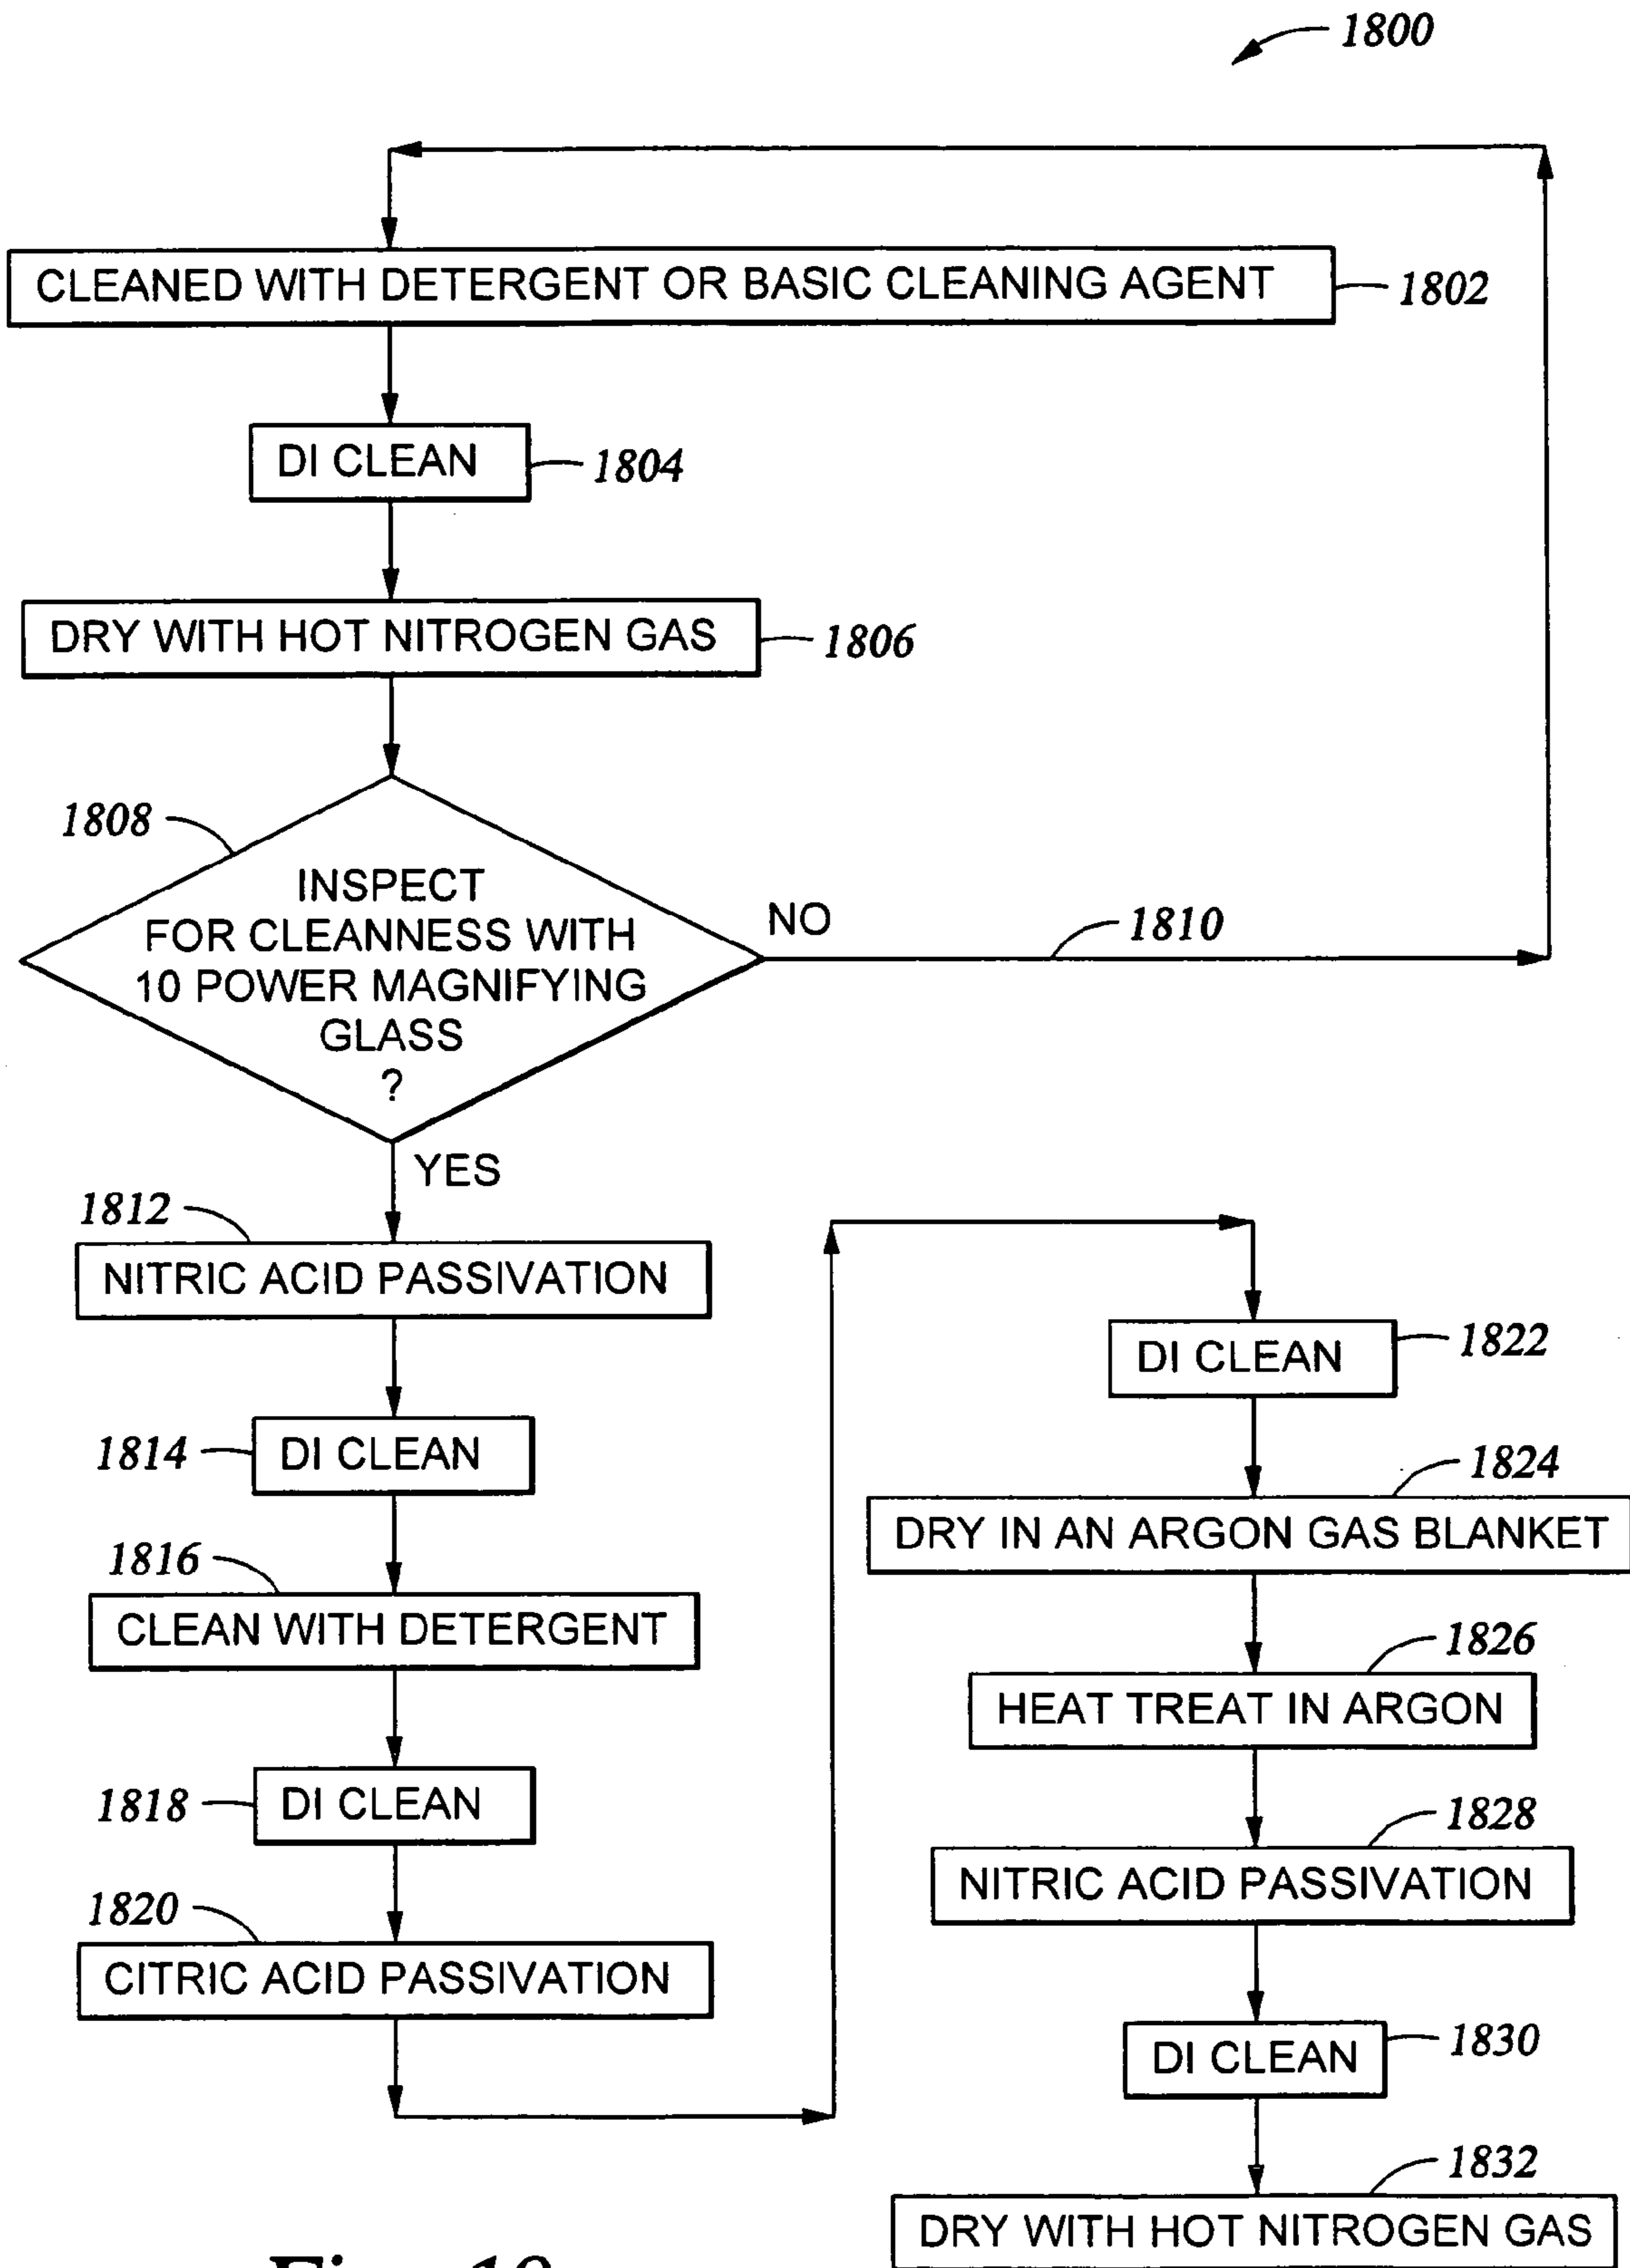 1800
CLEANED WITH DETERGENT OR BASIC CLEANING AGENT
1802
DI CLEAN
1804
DRY WITH HOT NITROGEN GAS
1806
1808
INSPECT
FOR CLEANNESS WITH
10 POWER MAGNIFYING
GLASS
?
NO
1810
YES
1812
NITRIC ACID PASSIVATION
1814
DI CLEAN
1816
CLEAN WITH DETERGENT
1818
DI CLEAN
1820
CITRIC ACID PASSIVATION
DI CLEAN
1822
1824
DRY IN AN ARGON GAS BLANKET
1826
HEAT TREAT IN ARGON
1828
NITRIC ACID PASSIVATION
DI CLEAN
1830
1832
DRY WITH HOT NITROGEN GAS